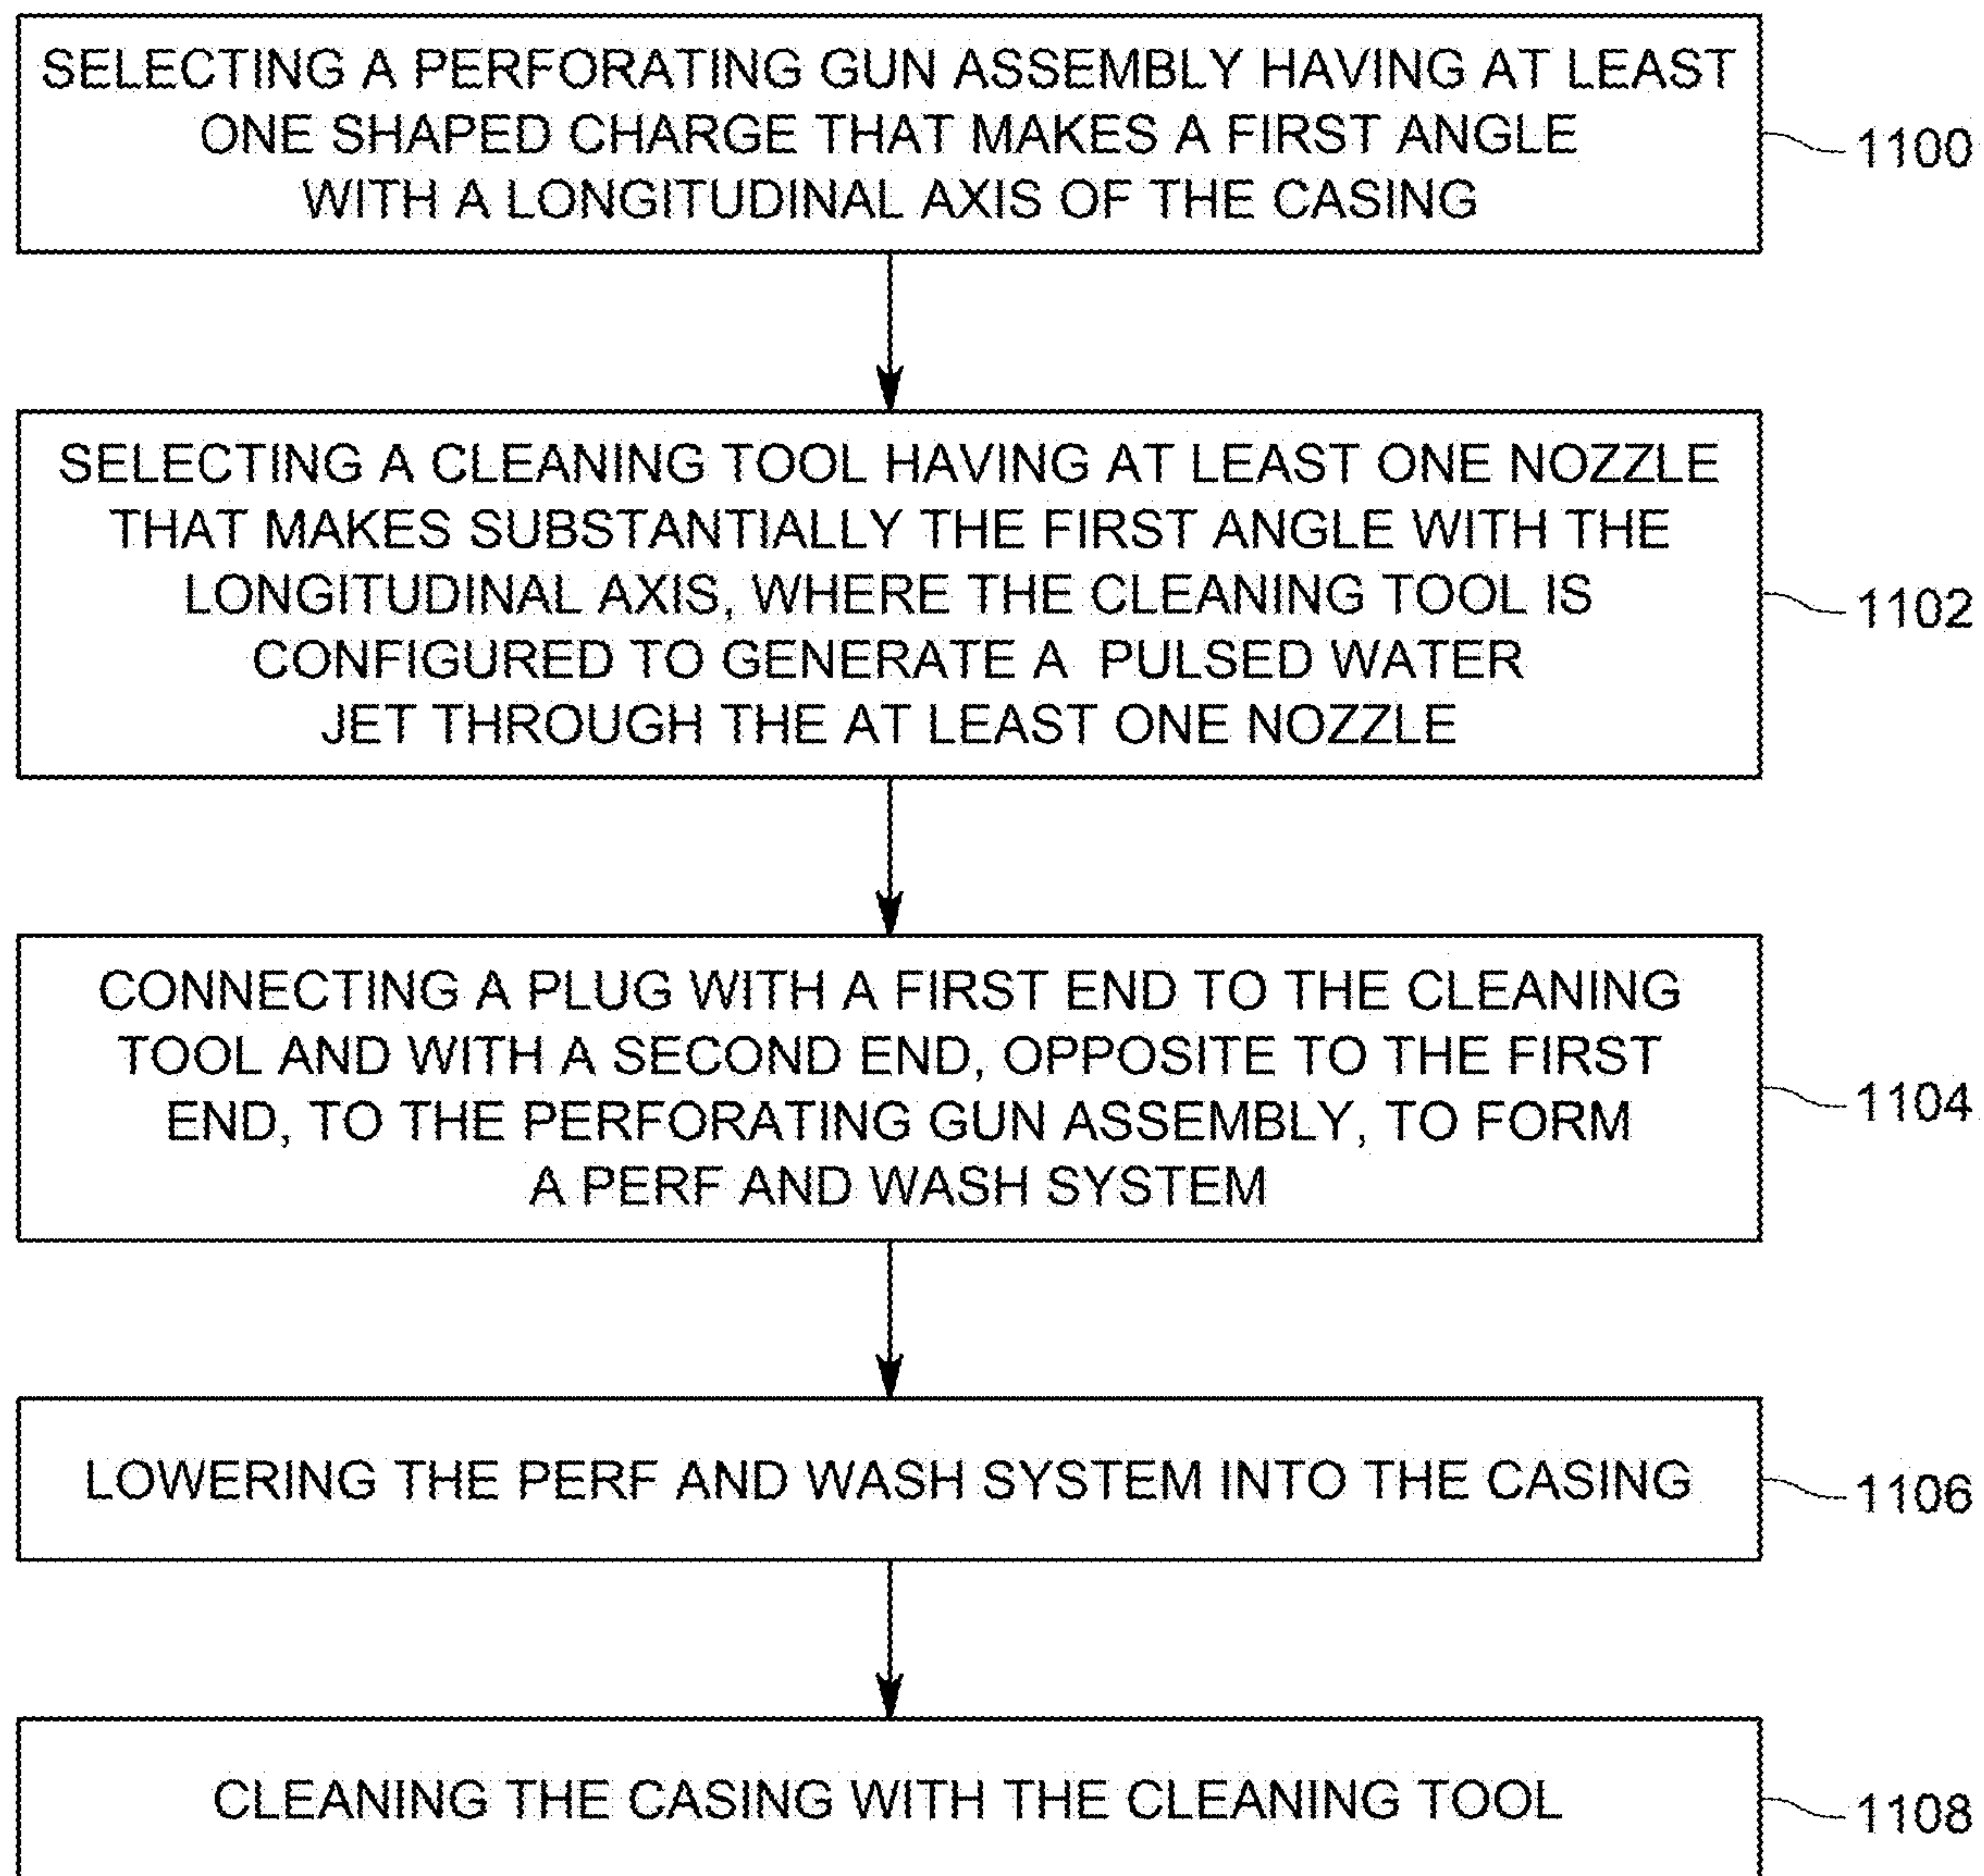 SELECTING A PERFORATING GUN ASSEMBLY HAVING AT LEAST
ONE SHAPED CHARGE THAT MAKES A FIRST ANGLE
WITH A LONGITUDINAL AXIS OF THE CASING
1100
SELECTING A CLEANING TOOL HAVING AT LEAST ONE NOZZLE
THAT MAKES SUBSTANTIALLY THE FIRST ANGLE WITH THE
LONGITUDINAL AXIS, WHERE THE CLEANING TOOL IS
CONFIGURED TO GENERATE A PULSED WATER
JET THROUGH THE AT LEAST ONE NOZZLE
1102
CONNECTING A PLUG WITH A FIRST END TO THE CLEANING
TOOL AND WITH A SECOND END, OPPOSITE TO THE FIRST
END, TO THE PERFORATING GUN ASSEMBLY, TO FORM
A PERF AND WASH SYSTEM
1104
LOWERING THE PERF AND WASH SYSTEM INTO THE CASING
1106
CLEANING THE CASING WITH THE CLEANING TOOL
1108